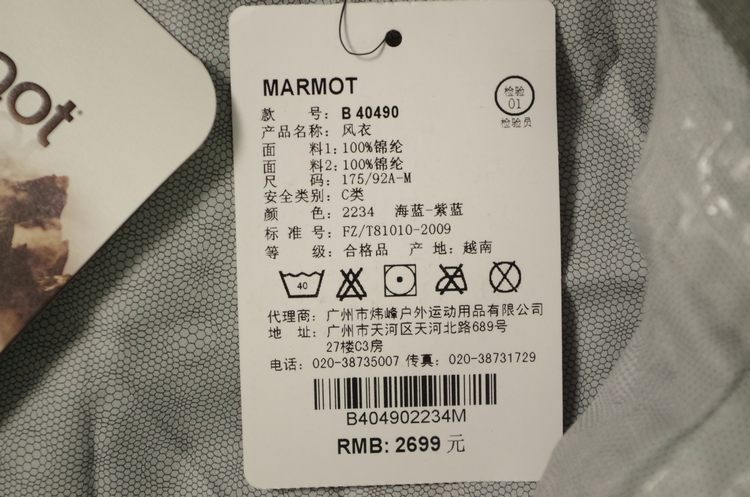 mot
MARMOT
检验
01
检验员
款 号: B 40490
产品名称: 风衣
面 料1: 100%锦纶
面 料2: 100%锦纶
尺 码: 175/92A-M
安全类别: C类
颜 色: 2234 海蓝-紫蓝
标 准 号: FZ/T81010-2009
等 级: 合格品 产 地: 越南
40
代理商: 广州市炜峰户外运动用品有限公司
地 址: 广州市天河区天河北路689号
27楼C3房
电话: 020-38735007 传真: 020-38731729
B404902234M
RMB: 2699 元